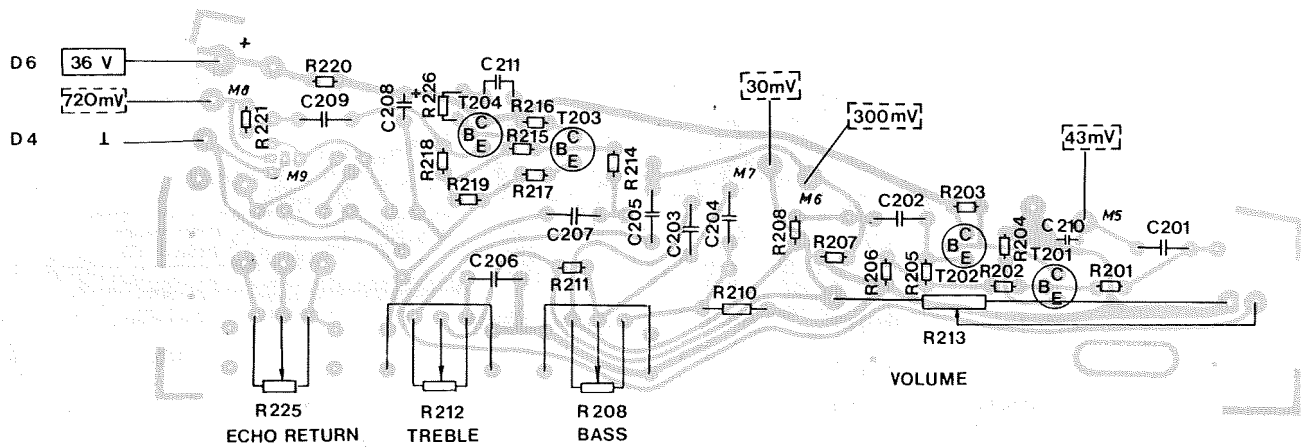 D6 36 V +
720mV M8
D4 ⊥
R220
C209
R221
M9
C208 +
R226
C211
T204
C
B
E
R216
T203
C
B
E
R215
R218
R217
R219
R214
C207
C205
C203
C204
C206
R211
R210
30mV
300mV
43mV
M7
M6
M5
R208
R207
C202
R203
R206
R205
C
B
E
T202
R204
C210
T201
C
B
E
R202
R201
C201
R213
VOLUME
R225
ECHO RETURN
R212
TREBLE
R208
BASS